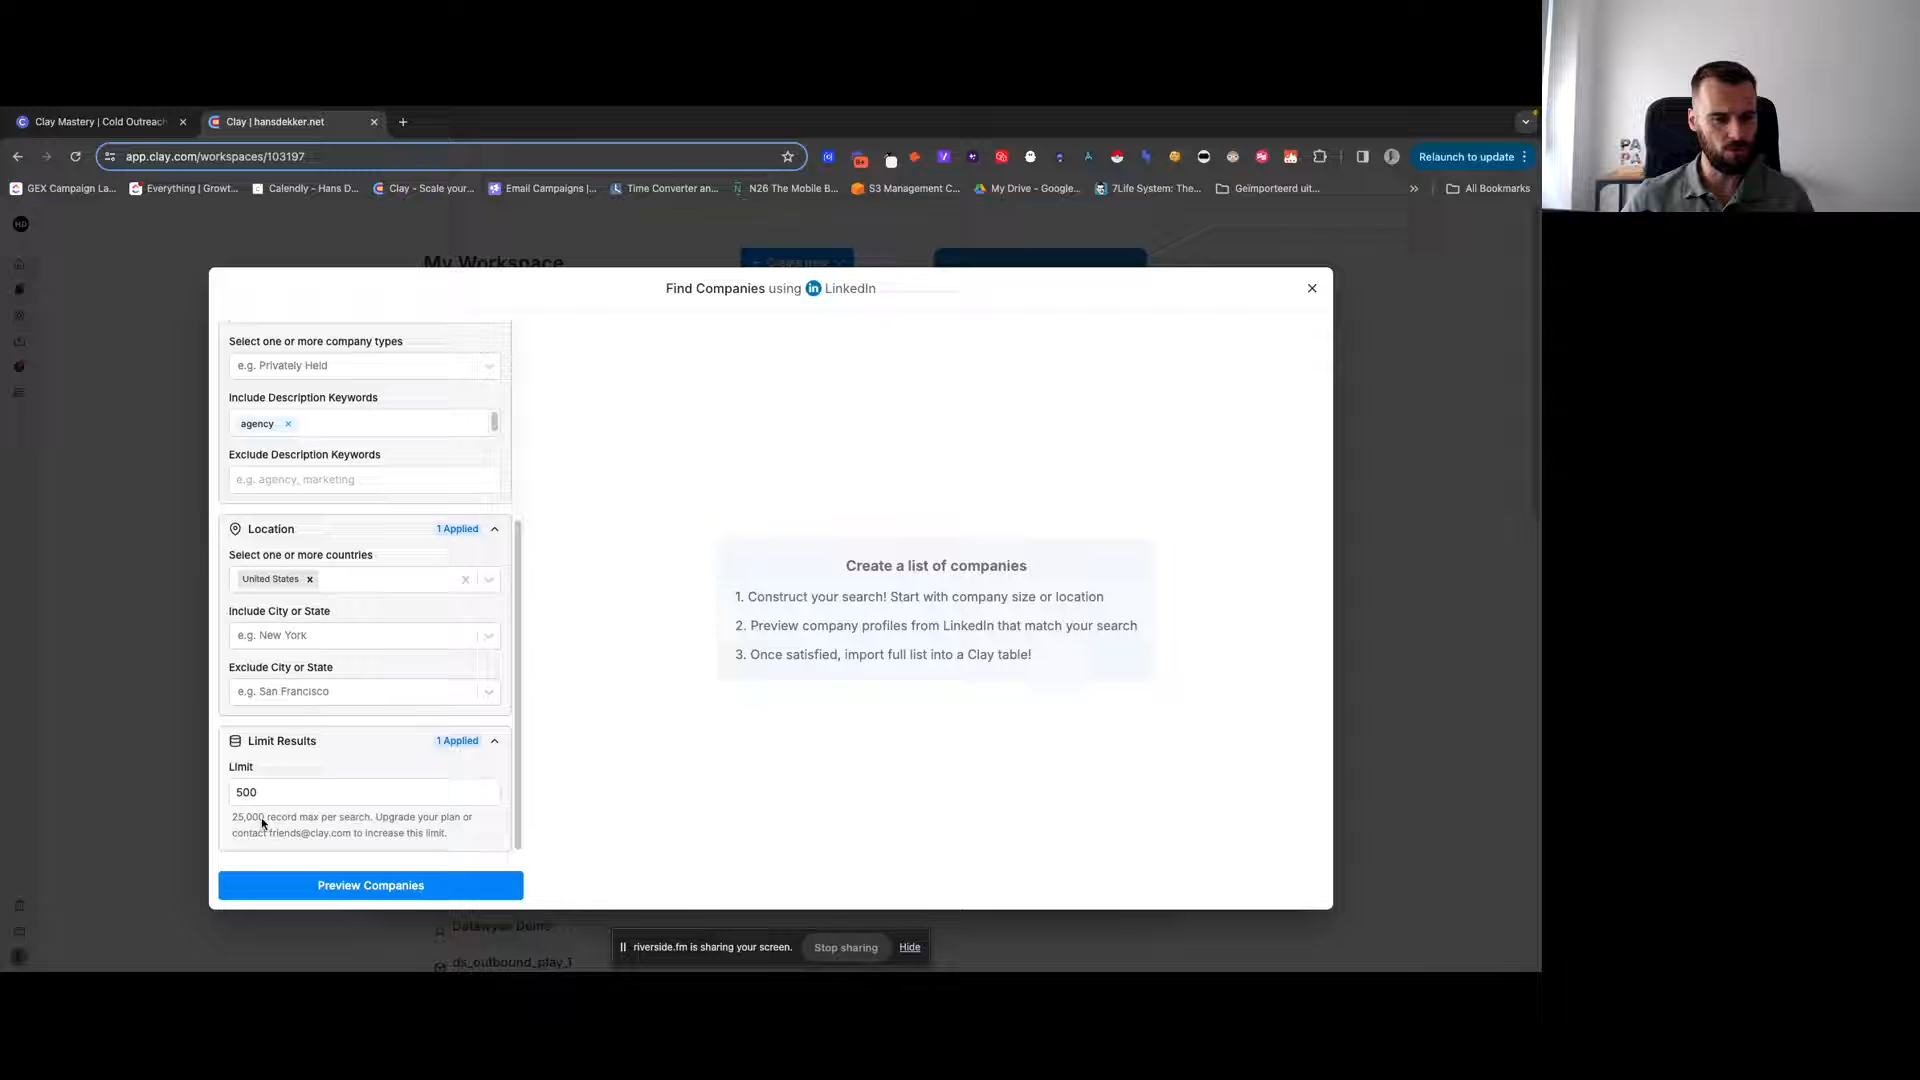 Clay Mastery | Cold Outreach
Clay | hansdekker.net
app.clay.com/workspaces/103197
Relaunch to update
GEX Campaign La...
Everything | Growt...
Calendly - Hans D...
Clay - Scale your...
Email Campaigns |...
Time Converter an...
N26 The Mobile B...
S3 Management C...
My Drive - Google...
7Life System: The...
Geïmporteerd uit...
All Bookmarks
HD
My Workspace
Create new
Find Companies using LinkedIn
Select one or more company types
e.g. Privately Held
Include Description Keywords
agency
Exclude Description Keywords
e.g. agency, marketing
Location
1 Applied
Select one or more countries
United States
Include City or State
e.g. New York
Exclude City or State
e.g. San Francisco
Limit Results
1 Applied
Limit
500
25,000 record max per search. Upgrade your plan or
contact friends@clay.com to increase this limit.
Preview Companies
Create a list of companies
1. Construct your search! Start with company size or location
2. Preview company profiles from LinkedIn that match your search
3. Once satisfied, import full list into a Clay table!
Datawyse Demo
ds_outbound_play_1
riverside.fm is sharing your screen.
Stop sharing
Hide
PA
PA